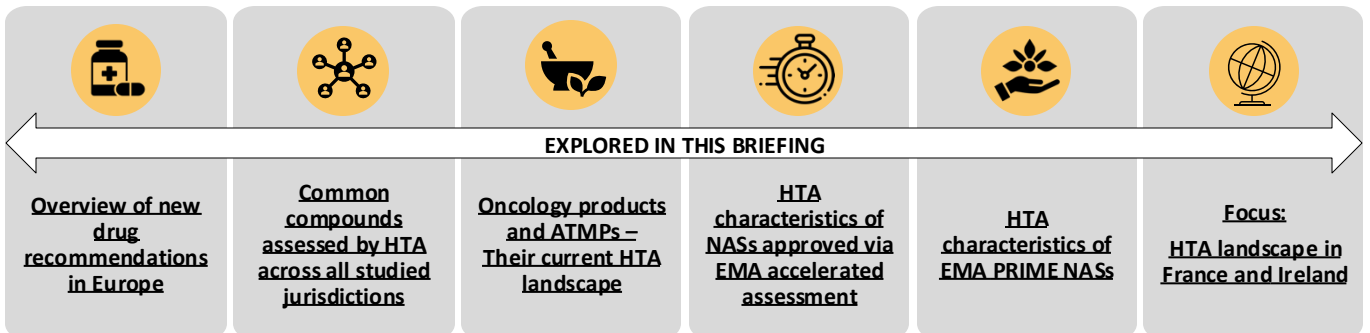 EXPLORED IN THIS BRIEFING
Overview of new
drug
recommendations
in Europe
Common
compounds
assessed by HTA
across all studied
jurisdictions
Oncology products
and ATMPs –
Their current HTA
landscape
HTA
characteristics of
NASs approved via
EMA accelerated
assessment
HTA
characteristics of
EMA PRIME NASs
Focus:
HTA landscape in
France and Ireland